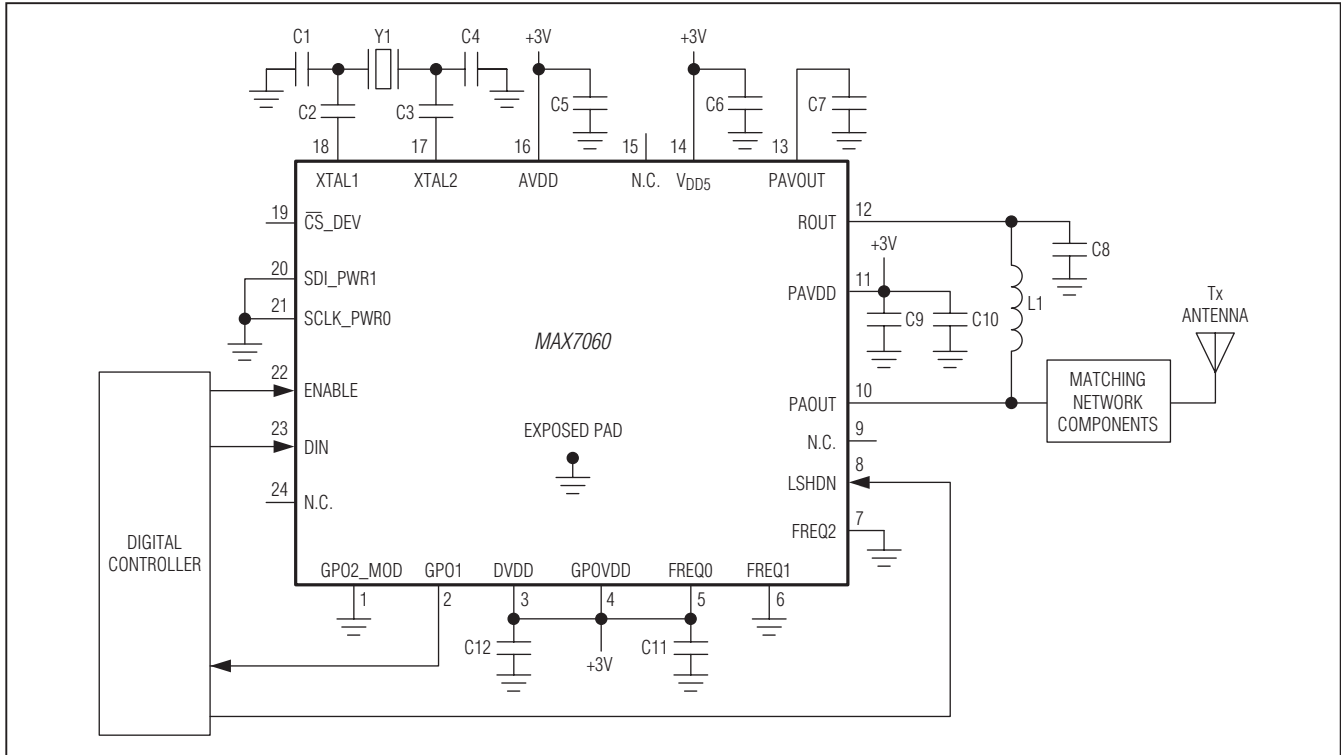 C1 Y1 C4 +3V +3V
C2 C3 C5 C6 C7
18 17 16 15 14 13
XTAL1 XTAL2 AVDD N.C. VDD5 PAVOUT
19 CS_DEV
ROUT 12
C8
20 SDI_PWR1
+3V
21 SCLK_PWR0
PAVDD 11
C9 C10 L1
Tx
ANTENNA
MAX7060
22 ENABLE
PAOUT 10
MATCHING
NETWORK
COMPONENTS
23 DIN
EXPOSED PAD
N.C. 9
24 N.C.
LSHDN 8
FREQ2 7
DIGITAL
CONTROLLER
GPO2_MOD GPO1 DVDD GPOVDD FREQ0 FREQ1
1 2 3 4 5 6
C12 +3V C11